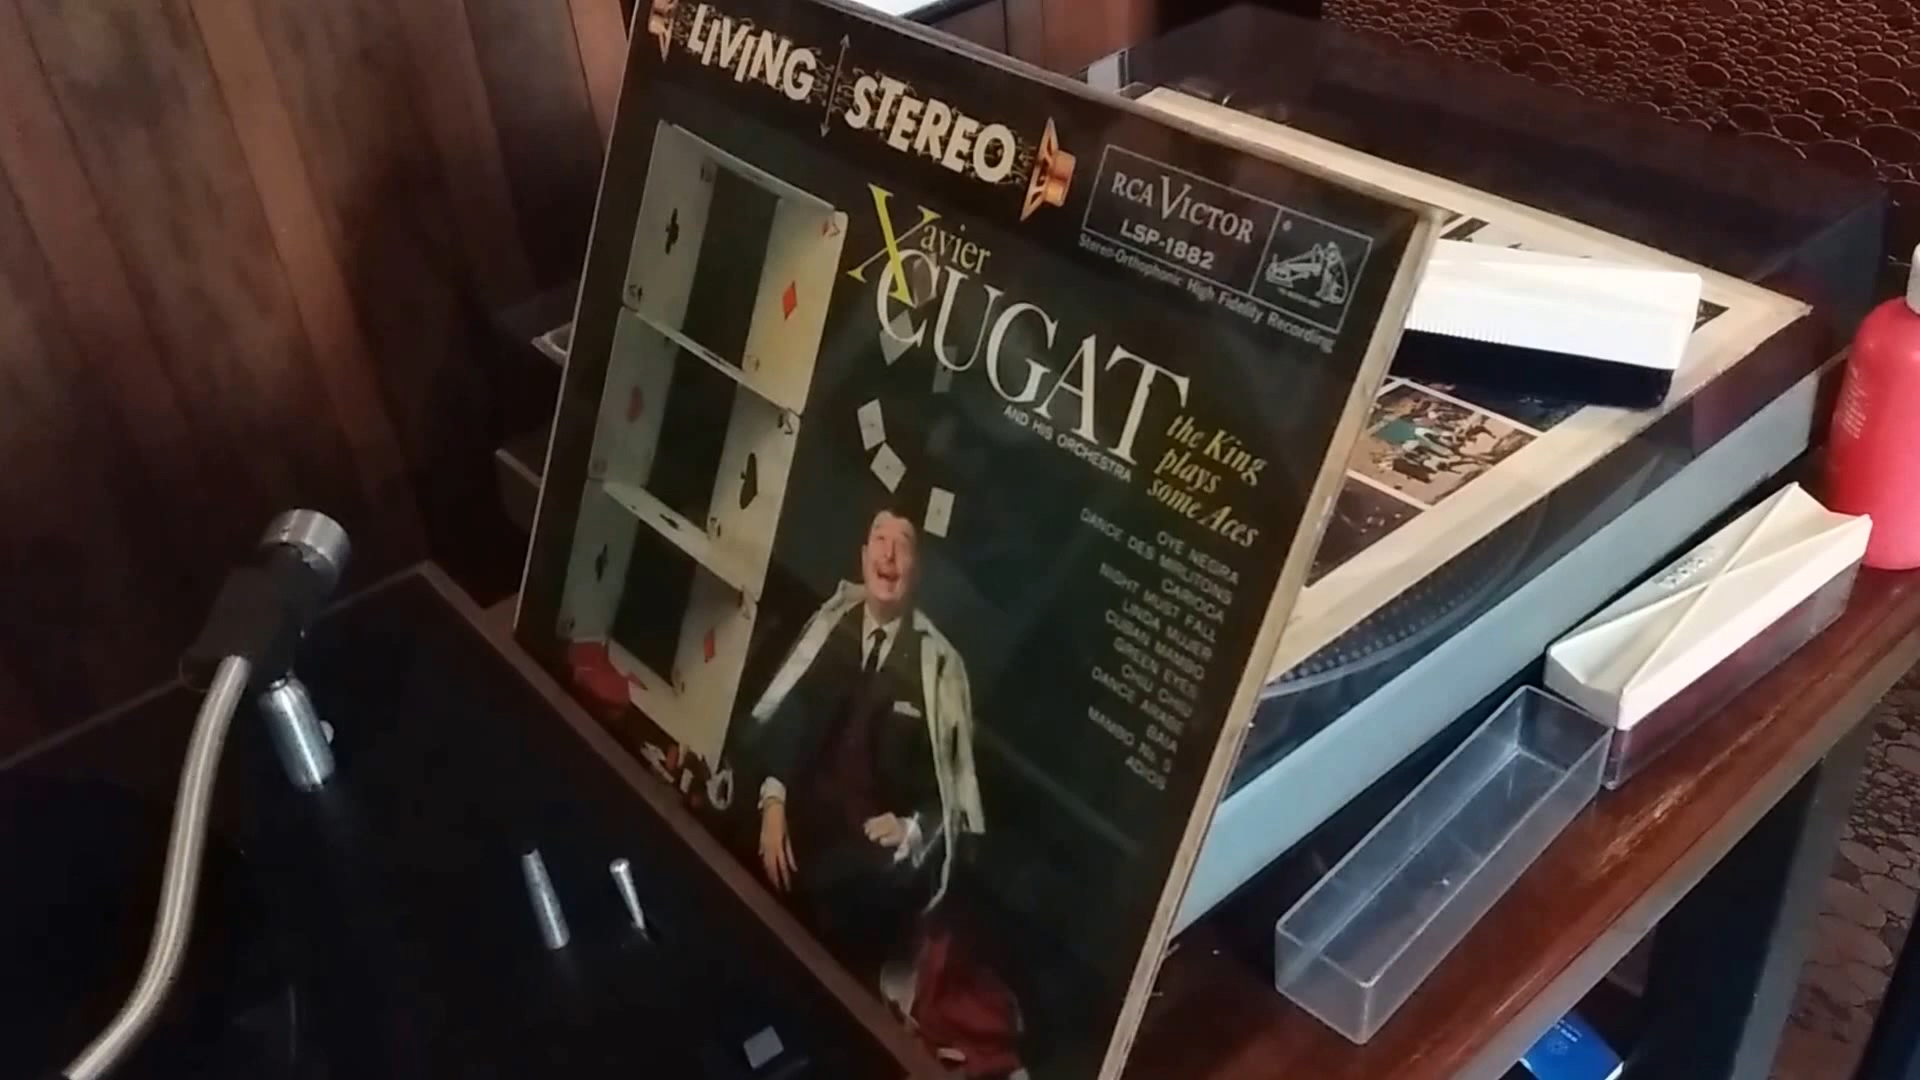 LIVING STEREO
RCA VICTOR
LSP-1882
Stereo-Orthophonic High Fidelity Recording
Xavier
CUGAT
AND HIS ORCHESTRA
the King
plays
some Aces
OYE NEGRA
DANCE DES MIRLITONS
CARIOCA
NIGHT MUST FALL
LINDA MUJER
CUBAN MAMBO
GREEN EYES
CHIU CHIU
DANCE ARABE
BAIA
MAMBO No. 5
ADIOS